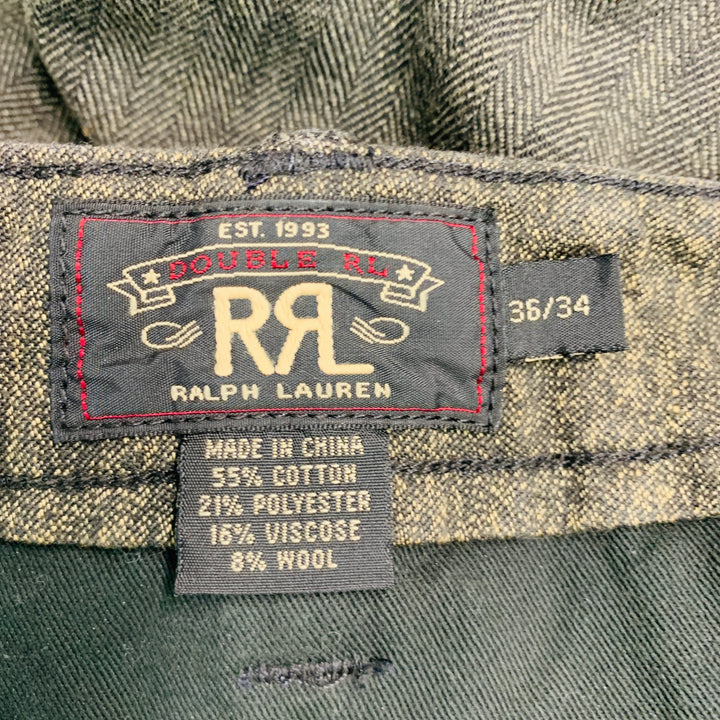 EST. 1993
DOUBLE RL
RRL
RALPH LAUREN
36/34
MADE IN CHINA
55% COTTON
21% POLYESTER
16% VISCOSE
8% WOOL